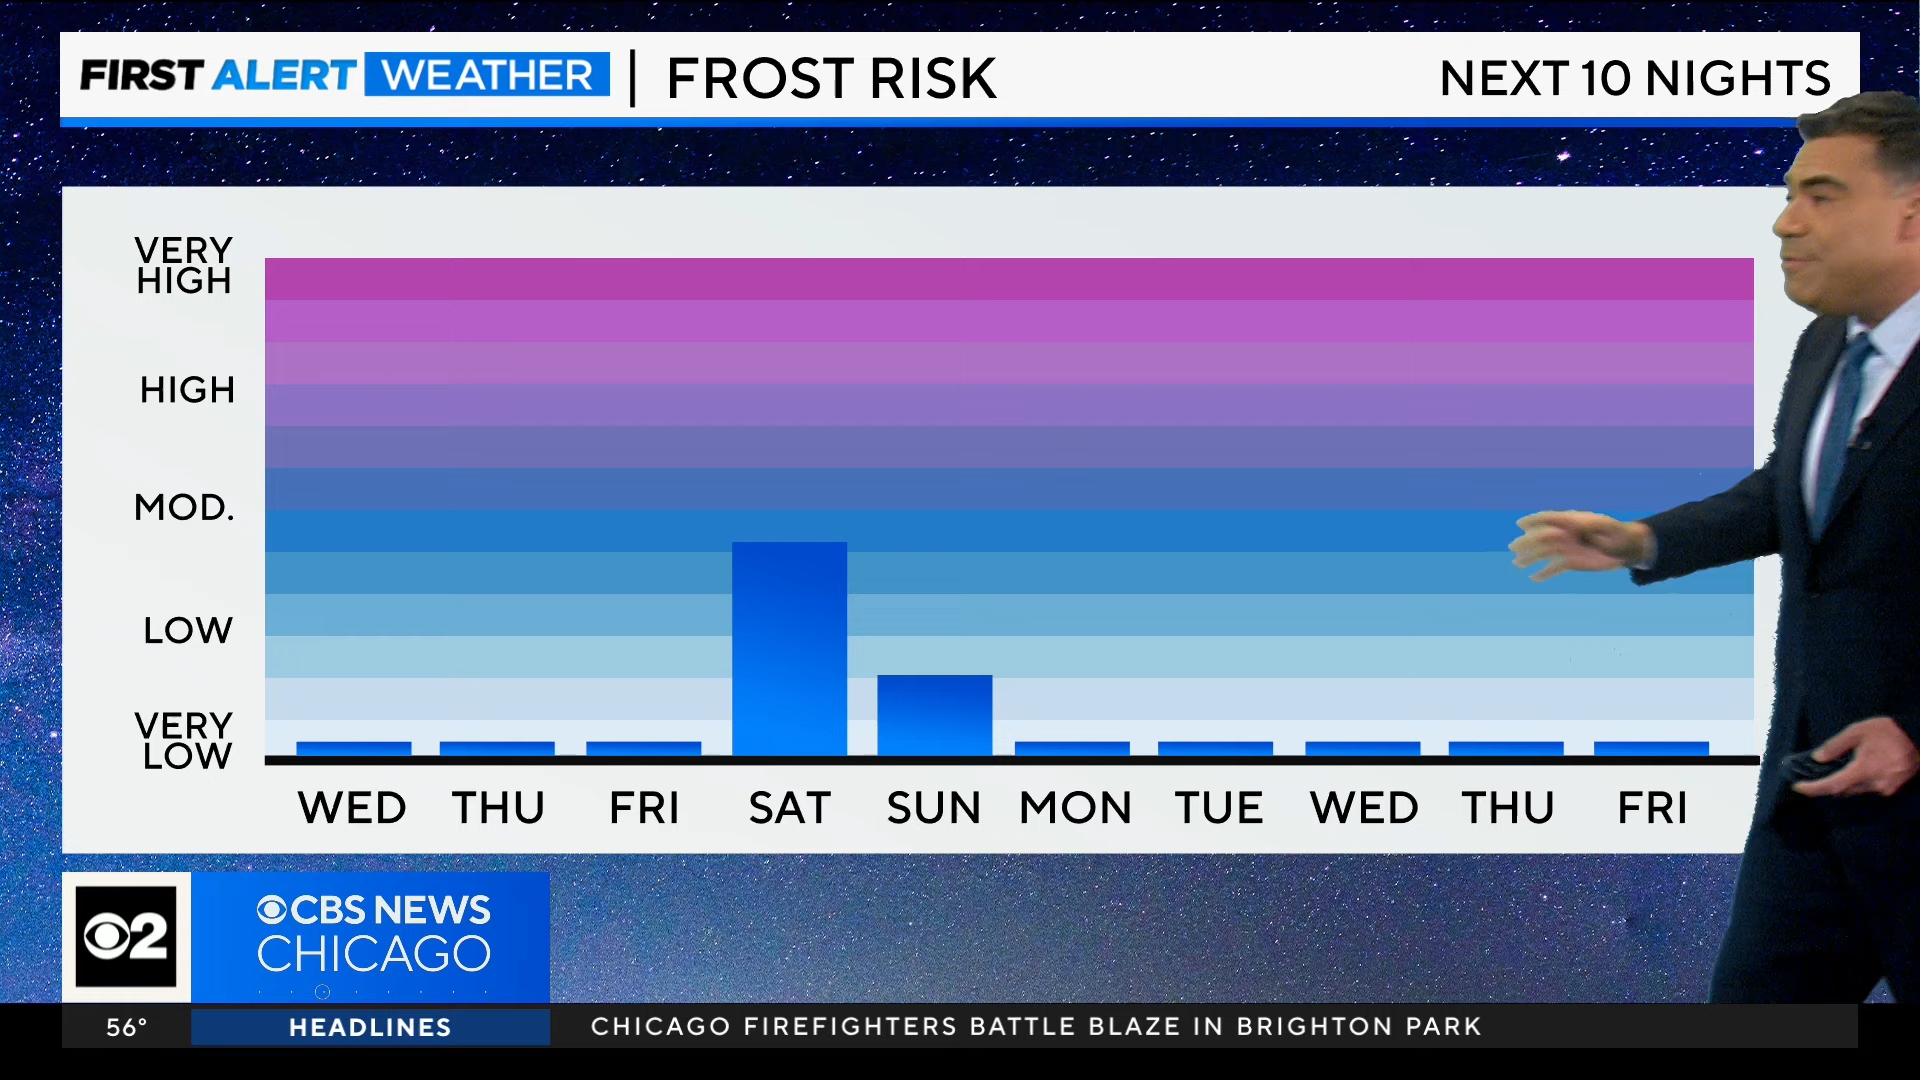 FIRST ALERT WEATHER | FROST RISK
NEXT 10 NIGHTS
VERY
HIGH
HIGH
MOD.
LOW
VERY
LOW
WED THU FRI SAT SUN MON TUE WED THU FRI
2 CBS NEWS
CHICAGO
56° HEADLINES CHICAGO FIREFIGHTERS BATTLE BLAZE IN BRIGHTON PARK